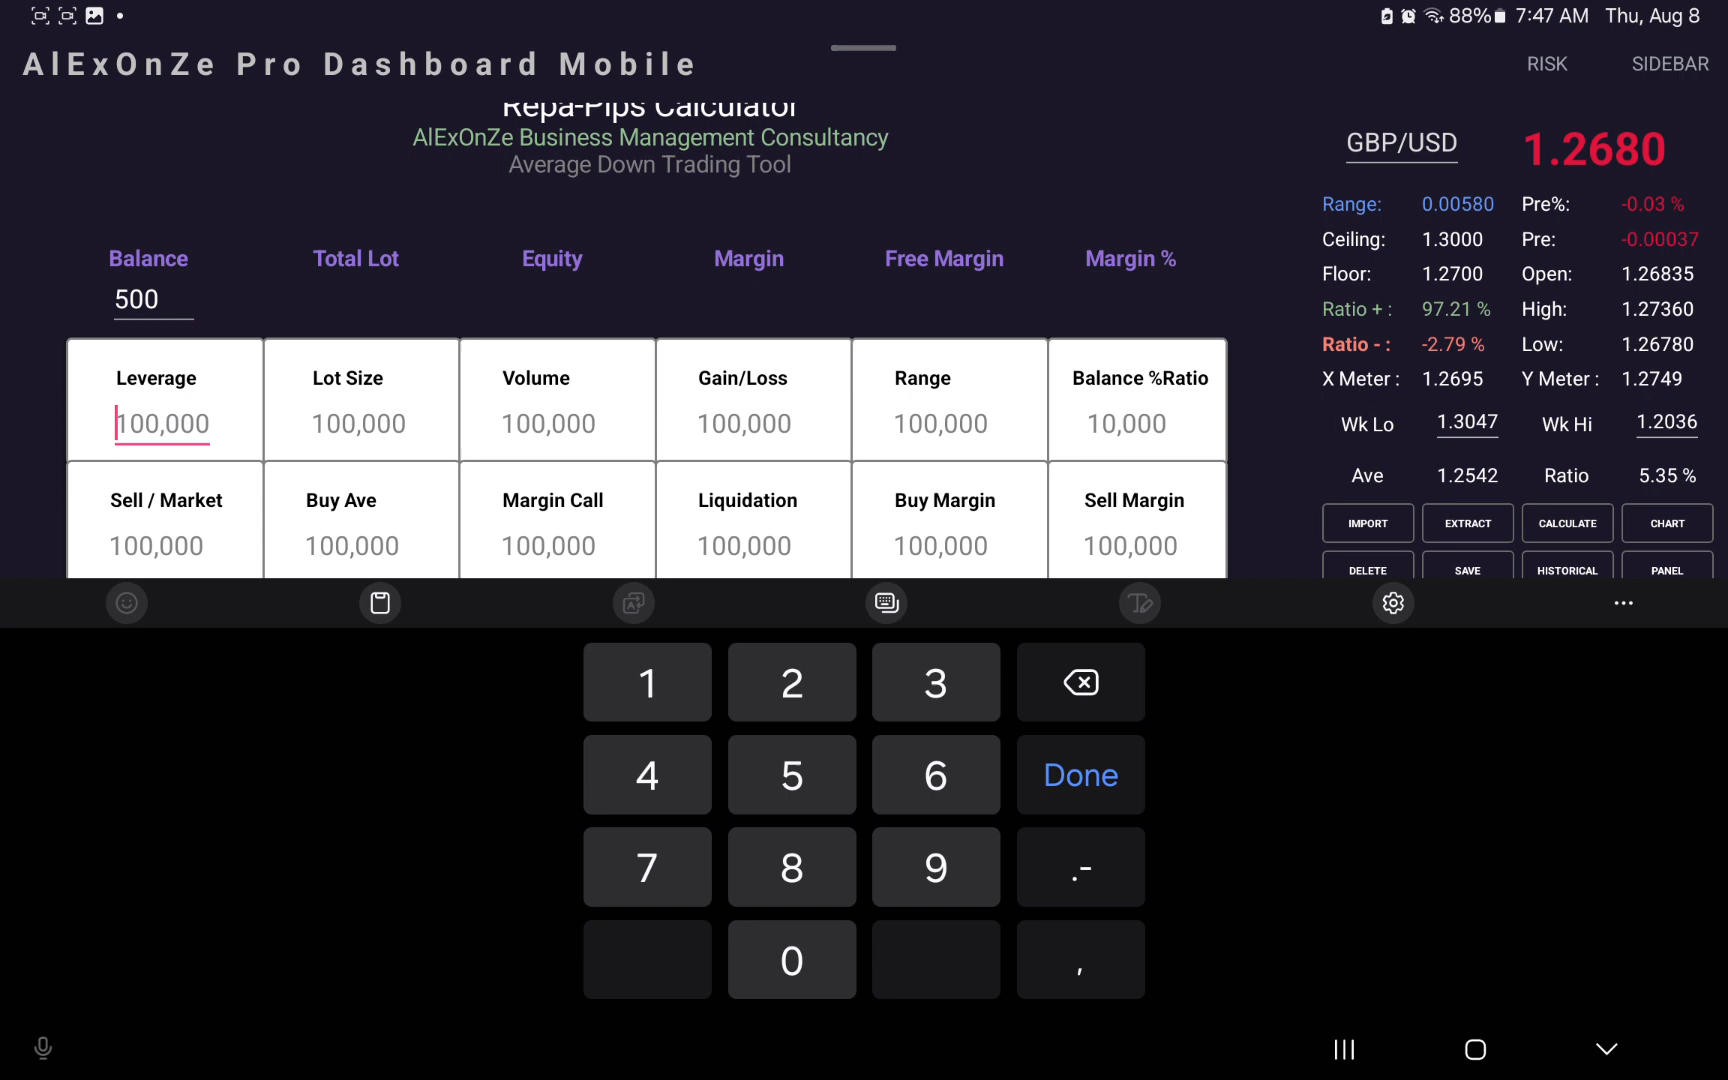 88% 7:47 AM Thu, Aug 8
AlExOnZe Pro Dashboard Mobile
RISK SIDEBAR
Repa-Pips Calculator
AlExOnZe Business Management Consultancy
Average Down Trading Tool
GBP/USD 1.2680
Balance Total Lot Equity Margin Free Margin Margin %
500
Leverage Lot Size Volume Gain/Loss Range Balance %Ratio
100,000 100,000 100,000 100,000 100,000 10,000
Sell / Market Buy Ave Margin Call Liquidation Buy Margin Sell Margin
100,000 100,000 100,000 100,000 100,000 100,000
Range: 0.00580 Pre%: -0.03 %
Ceiling: 1.3000 Pre: -0.00037
Floor: 1.2700 Open: 1.26835
Ratio + : 97.21 % High: 1.27360
Ratio - : -2.79 % Low: 1.26780
X Meter : 1.2695 Y Meter : 1.2749
Wk Lo 1.3047 Wk Hi 1.2036
Ave 1.2542 Ratio 5.35 %
IMPORT EXTRACT CALCULATE CHART
DELETE SAVE HISTORICAL PANEL
1 2 3
4 5 6 Done
7 8 9 .-
0 ,